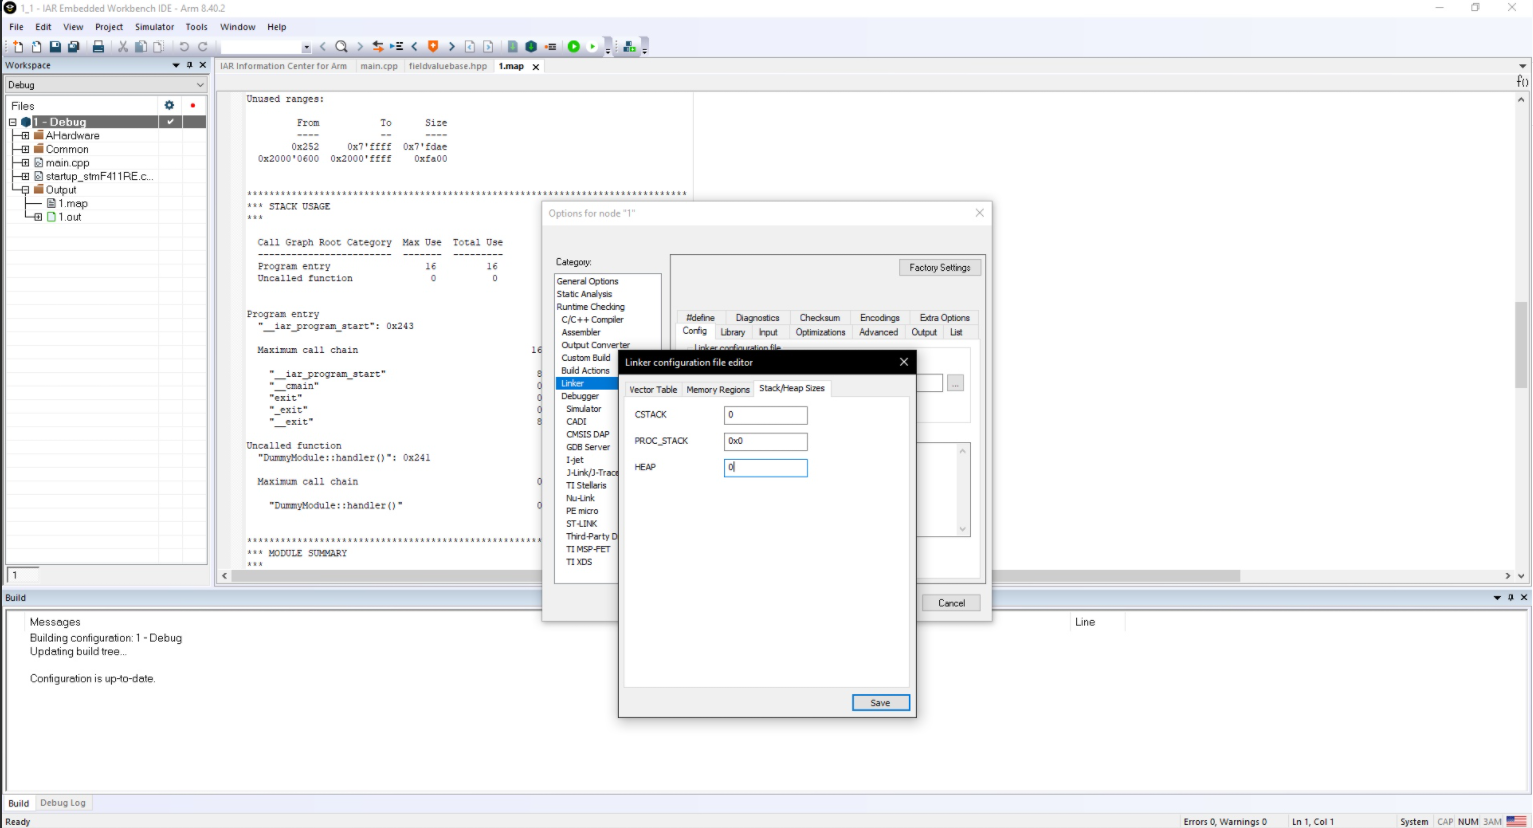 1_1 - IAR Embedded Workbench IDE - Arm 8.40.2
File Edit View Project Simulator Tools Window Help
Workspace
Debug
Files
1 - Debug
AHardware
Common
main.cpp
startup_stmF411RE.c...
Output
1.map
1.out
1
IAR Information Center for Arm main.cpp fieldvaluebase.hpp 1.map
f()
Unused ranges:
From To Size
---- -- ----
0x252 0x7'ffff 0x7'fdae
0x2000'0600 0x2000'ffff 0xfa00
*******************************************************************************
*** STACK USAGE
***
Call Graph Root Category Max Use Total Use
------------------------ ------- ---------
Program entry 16 16
Uncalled function 0 0
Program entry
"__iar_program_start": 0x243
Maximum call chain 16
"__iar_program_start" 8
"__cmain" 0
"exit" 0
"_exit" 0
"__exit" 8
Uncalled function
"DummyModule::handler()": 0x241
Maximum call chain 0
"DummyModule::handler()" 0
*****************************************************
*** MODULE SUMMARY
***
Options for node "1"
Category:
General Options
Static Analysis
Runtime Checking
C/C++ Compiler
Assembler
Output Converter
Custom Build
Build Actions
Linker
Debugger
Simulator
CADI
CMSIS DAP
GDB Server
I-jet
J-Link/J-Trace
TI Stellaris
Nu-Link
PE micro
ST-LINK
Third-Party D
TI MSP-FET
TI XDS
Factory Settings
#define Diagnostics Checksum Encodings Extra Options
Config Library Input Optimizations Advanced Output List
Linker configuration file
...
Cancel
Linker configuration file editor
Vector Table Memory Regions Stack/Heap Sizes
CSTACK 0
PROC_STACK 0x0
HEAP 0
Save
Build
Messages Line
Building configuration: 1 - Debug
Updating build tree...
Configuration is up-to-date.
Build Debug Log
Ready Errors 0, Warnings 0 Ln 1, Col 1 System CAP NUM ЗАМ